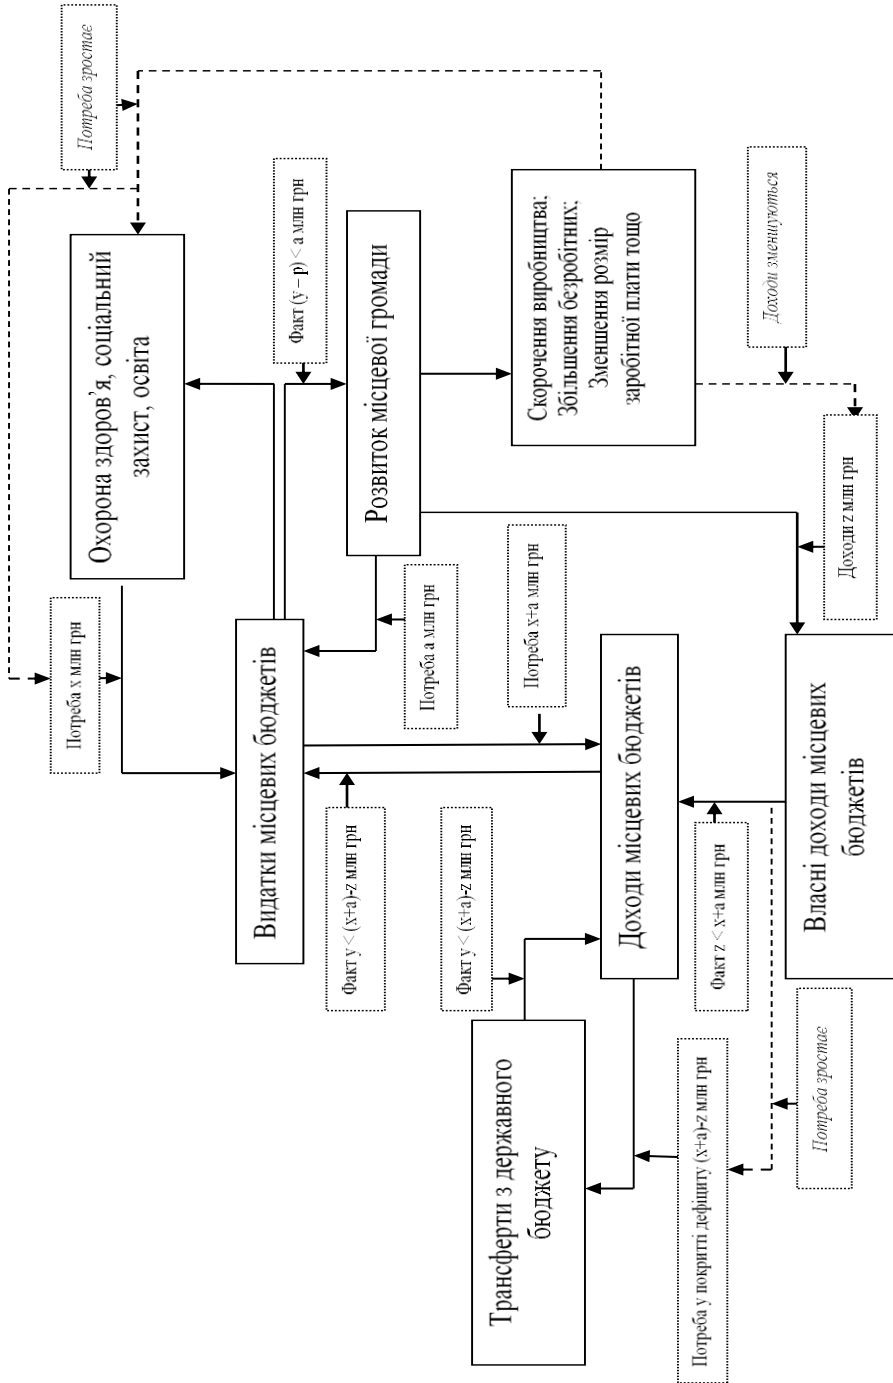 Потреба х млн грн
Охорона здоров’я, соціальний
захист, освіта
Потреба зростає
Видатки місцевих бюджетів
Факт (y – p) < а млн грн
Факт y < (x+a)-z млн грн
Розвиток місцевої громади
Потреба а млн грн
Факт y < (x+a)-z млн грн
Трансферти з державного
бюджету
Потреба х+а млн грн
Скорочення виробництва;
Збільшення безробітних;
Зменшення розмір
заробітної плати тощо
Доходи місцевих бюджетів
Потреба у покритті дефіциту (x+a)-z млн грн
Факт z < x+a млн грн
Доходи зменшуються
Власні доходи місцевих
бюджетів
Потреба зростає
Доходи z млн грн